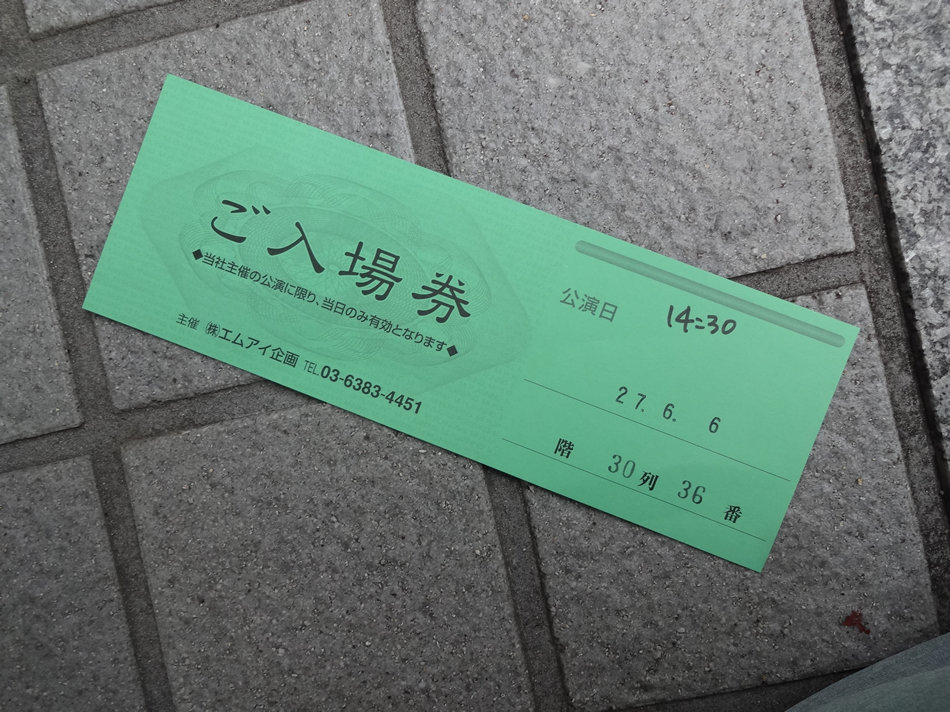 ご入場券
◆当社主催の公演に限り、当日のみ有効となります◆
主催 ㈱エムアイ企画 TEL.03-6383-4451
公演日 14:30
27. 6. 6
階 30 列 36 番